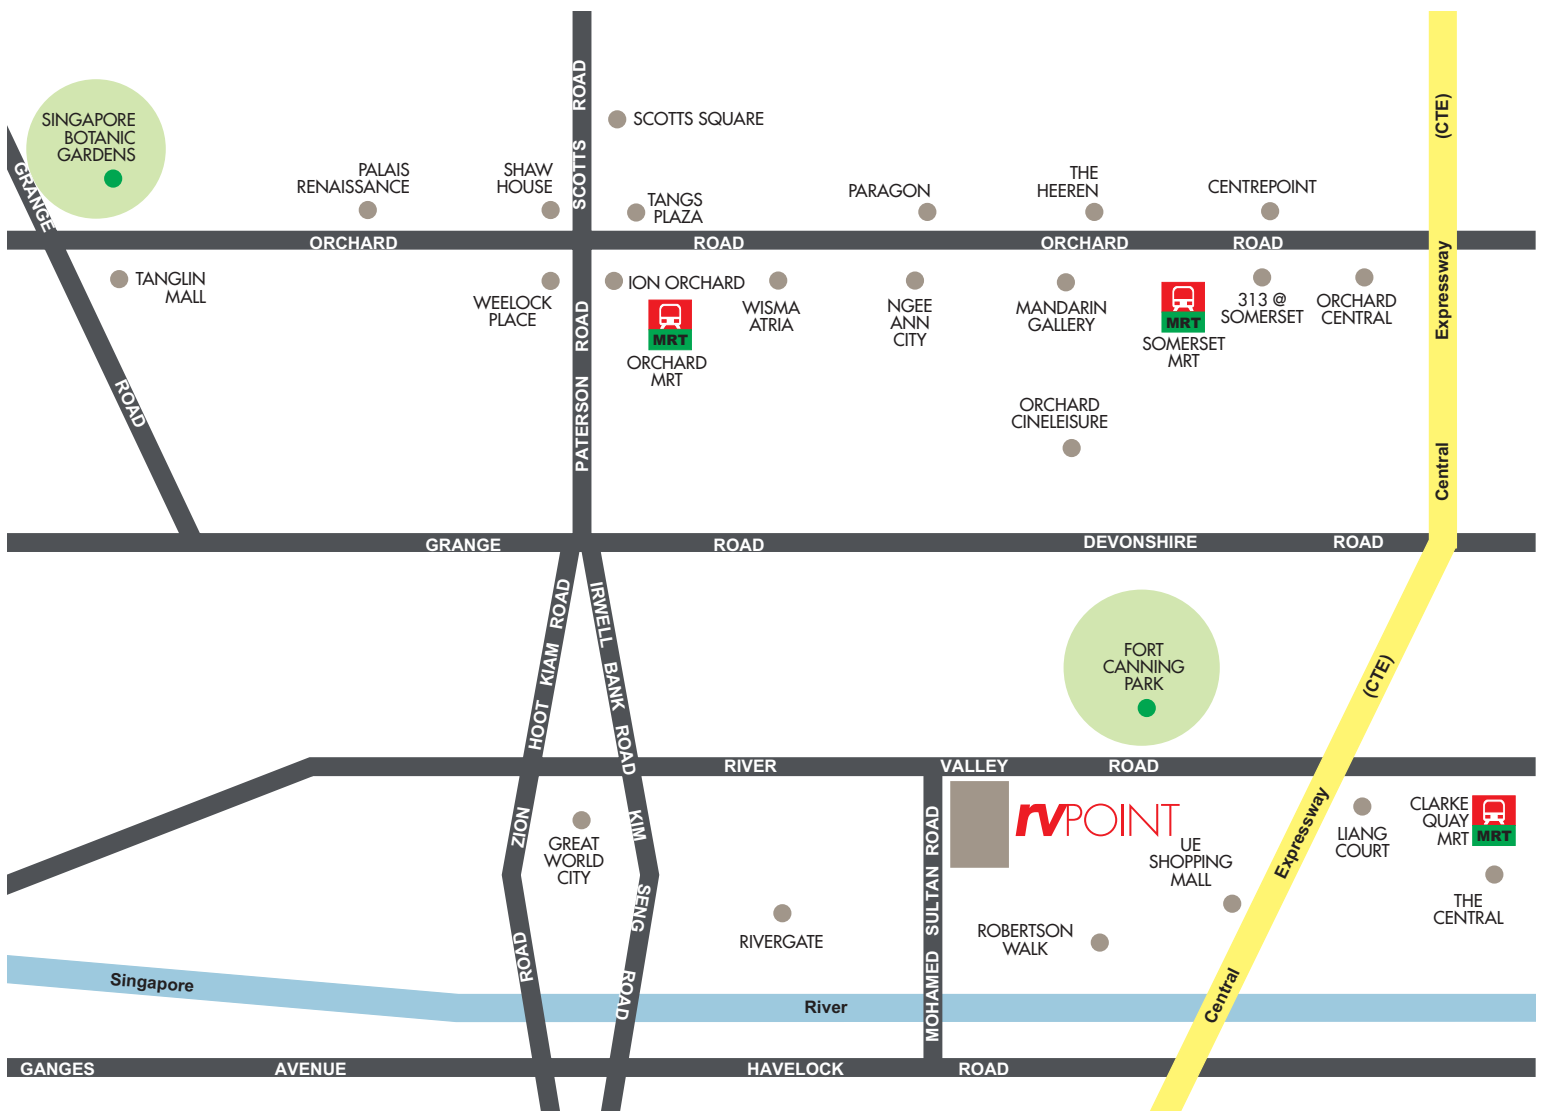 SCOTTS ROAD
(CTE)
SINGAPORE
BOTANIC
GARDENS
SCOTTS SQUARE
GRANGE
PALAIS
RENAISSANCE
SHAW
HOUSE
TANGS
PLAZA
PARAGON
THE
HEEREN
CENTREPOINT
ORCHARD ROAD ORCHARD ROAD
TANGLIN
MALL
WEELOCK
PLACE
ION ORCHARD
MRT
ORCHARD
MRT
WISMA
ATRIA
NGEE
ANN
CITY
MANDARIN
GALLERY
MRT
SOMERSET
MRT
313 @
SOMERSET
ORCHARD
CENTRAL
Central Expressway
PATERSON ROAD
ROAD
ORCHARD
CINELEISURE
GRANGE ROAD DEVONSHIRE ROAD
HOOT KIAM ROAD
IRWELL BANK ROAD
FORT
CANNING
PARK
(CTE)
RIVER VALLEY ROAD
ZION ROAD
GREAT
WORLD
CITY
KIM SENG ROAD
MOHAMED SULTAN ROAD
rvPOINT
UE
SHOPPING
MALL
Central Expressway
LIANG
COURT
CLARKE
QUAY
MRT
MRT
THE
CENTRAL
RIVERGATE
ROBERTSON
WALK
Singapore River
GANGES AVENUE HAVELOCK ROAD